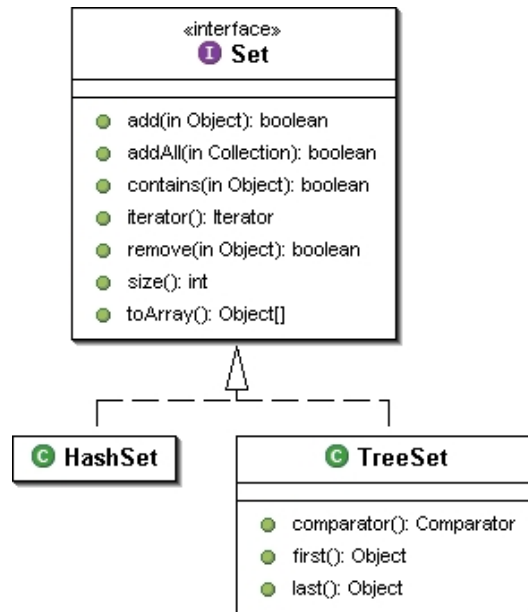 «interface»
I Set
add(in Object): boolean
addAll(in Collection): boolean
contains(in Object): boolean
iterator(): Iterator
remove(in Object): boolean
size(): int
toArray(): Object[]
C HashSet
C TreeSet
comparator(): Comparator
first(): Object
last(): Object